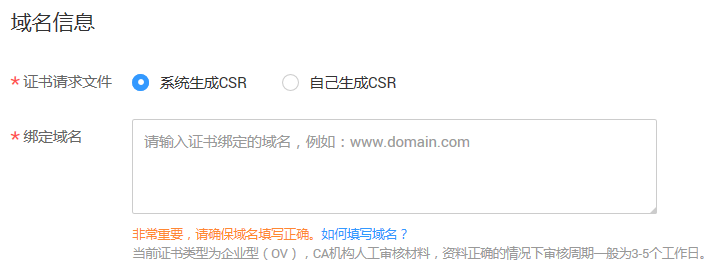 域名信息
* 证书请求文件 系统生成CSR 自己生成CSR
* 绑定域名 请输入证书绑定的域名，例如：www.domain.com
非常重要，请确保域名填写正确。如何填写域名？
当前证书类型为企业型（OV），CA机构人工审核材料，资料正确的情况下审核周期一般为3-5个工作日。